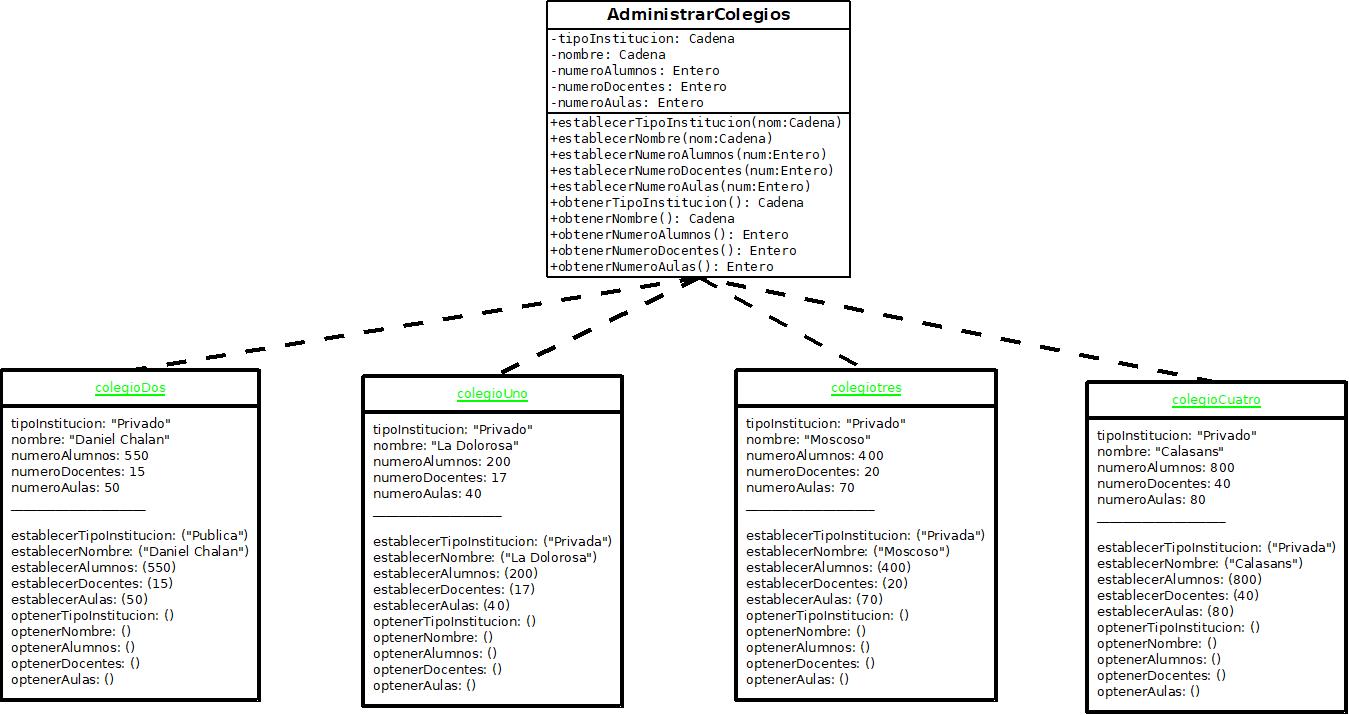 AdministrarColegios
-tipoInstitucion: Cadena
-nombre: Cadena
-numeroAlumnos: Entero
-numeroDocentes: Entero
-numeroAulas: Entero
+establecerTipoInstitucion(nom:Cadena)
+establecerNombre(nom:Cadena)
+establecerNumeroAlumnos(num:Entero)
+establecerNumeroDocentes(num:Entero)
+establecerNumeroAulas(num:Entero)
+obtenerTipoInstitucion(): Cadena
+obtenerNombre(): Cadena
+obtenerNumeroAlumnos(): Entero
+obtenerNumeroDocentes(): Entero
+obtenerNumeroAulas(): Entero
colegioDos
tipoInstitucion: "Privado"
nombre: "Daniel Chalan"
numeroAlumnos: 550
numeroDocentes: 15
numeroAulas: 50
establecerTipoInstitucion: ("Publica")
establecerNombre: ("Daniel Chalan")
establecerAlumnos: (550)
establecerDocentes: (15)
establecerAulas: (50)
optenerTipoInstitucion: ()
optenerNombre: ()
optenerAlumnos: ()
optenerDocentes: ()
optenerAulas: ()
colegioUno
tipoInstitucion: "Privado"
nombre: "La Dolorosa"
numeroAlumnos: 200
numeroDocentes: 17
numeroAulas: 40
establecerTipoInstitucion: ("Privada")
establecerNombre: ("La Dolorosa")
establecerAlumnos: (200)
establecerDocentes: (17)
establecerAulas: (40)
optenerTipoInstitucion: ()
optenerNombre: ()
optenerAlumnos: ()
optenerDocentes: ()
optenerAulas: ()
colegiotres
tipoInstitucion: "Privado"
nombre: "Moscoso"
numeroAlumnos: 400
numeroDocentes: 20
numeroAulas: 70
establecerTipoInstitucion: ("Privada")
establecerNombre: ("Moscoso")
establecerAlumnos: (400)
establecerDocentes: (20)
establecerAulas: (70)
optenerTipoInstitucion: ()
optenerNombre: ()
optenerAlumnos: ()
optenerDocentes: ()
optenerAulas: ()
colegioCuatro
tipoInstitucion: "Privado"
nombre: "Calasans"
numeroAlumnos: 800
numeroDocentes: 40
numeroAulas: 80
establecerTipoInstitucion: ("Privada")
establecerNombre: ("Calasans")
establecerAlumnos: (800)
establecerDocentes: (40)
establecerAulas: (80)
optenerTipoInstitucion: ()
optenerNombre: ()
optenerAlumnos: ()
optenerDocentes: ()
optenerAulas: ()